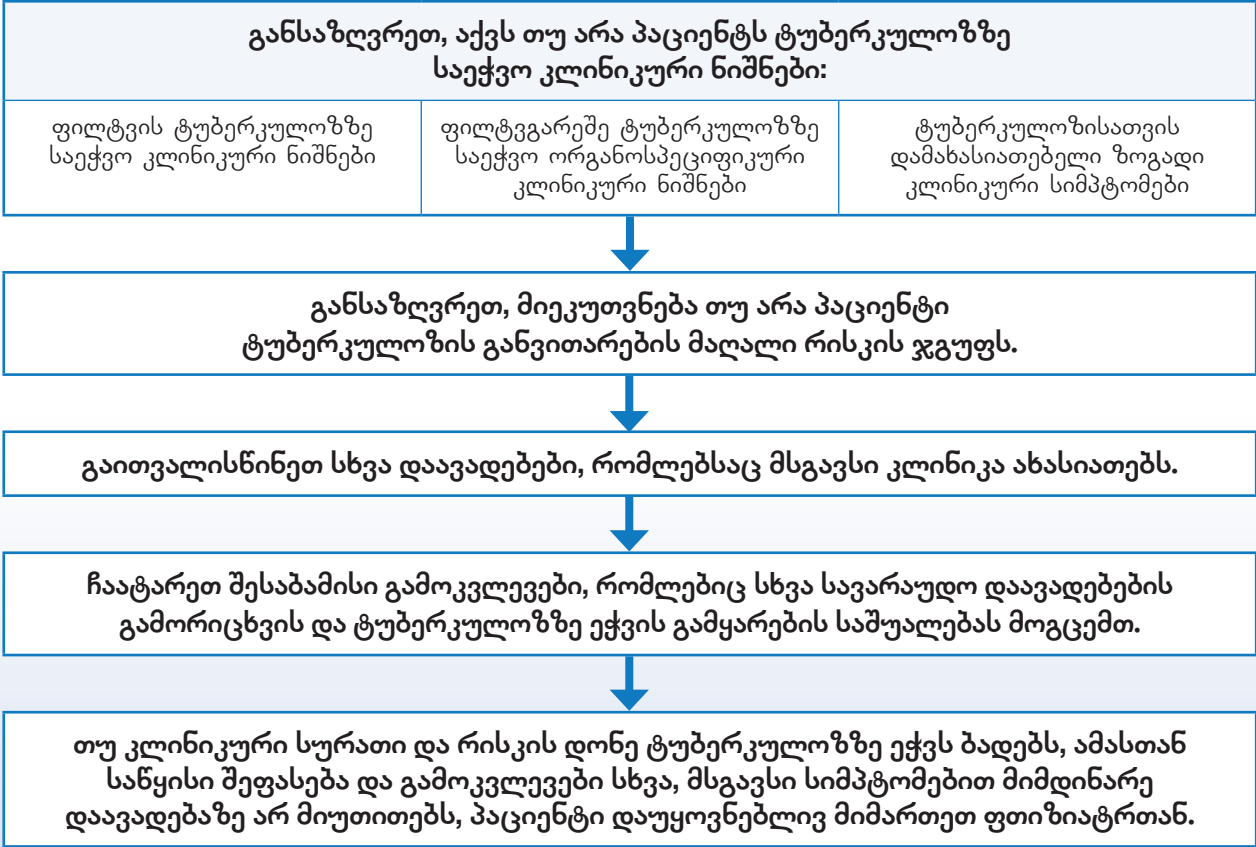 განსაზღვრეთ, აქვს თუ არა პაციენტს ტუბერკულოზზე
საეჭვო კლინიკური ნიშნები:
ფილტვის ტუბერკულოზზე
საეჭვო კლინიკური ნიშნები
ფილტვგარეშე ტუბერკულოზზე
საეჭვო ორგანოსპეციფიკური
კლინიკური ნიშნები
ტუბერკულოზისათვის
დამახასიათებელი ზოგადი
კლინიკური სიმპტომები
განსაზღვრეთ, მიეკუთვნება თუ არა პაციენტი
ტუბერკულოზის განვითარების მაღალი რისკის ჯგუფს.
გაითვალისწინეთ სხვა დაავადებები, რომლებსაც მსგავსი კლინიკა ახასიათებს.
ჩაატარეთ შესაბამისი გამოკვლევები, რომლებიც სხვა სავარაუდო დაავადებების
გამორიცხვის და ტუბერკულოზზე ეჭვის გამყარების საშუალებას მოგცემთ.
თუ კლინიკური სურათი და რისკის დონე ტუბერკულოზზე ეჭვს ბადებს, ამასთან
საწყისი შეფასება და გამოკვლევები სხვა, მსგავსი სიმპტომებით მიმდინარე
დაავადებაზე არ მიუთითებს, პაციენტი დაუყოვნებლივ მიმართეთ ფთიზიატრთან.